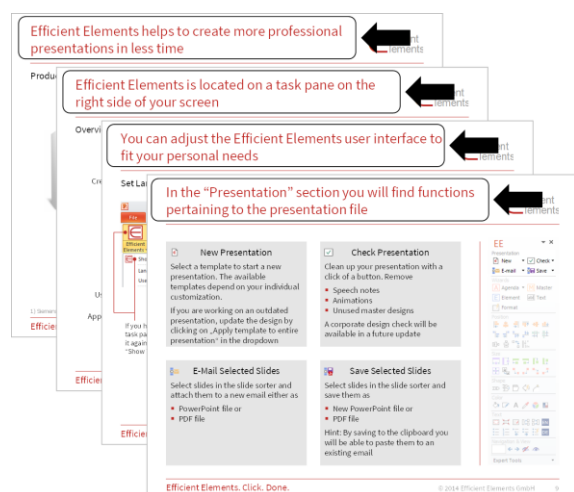 Efficient Elements helps to create more professional
presentations in less time
Efficient Elements is located on a task pane on the
right side of your screen
You can adjust the Efficient Elements user interface to
fit your personal needs
In the “Presentation” section you will find functions
pertaining to the presentation file
New Presentation
Select a template to start a new
presentation. The available
templates depend on your individual
customization.
If you are working on an outdated
presentation, update the design by
clicking on „Apply template to entire
presentation“ in the dropdown
Check Presentation
Clean up your presentation with a
click of a button. Remove
• Speech notes
• Animations
• Unused master designs
A corporate design check will be
available in a future update
E-Mail Selected Slides
Select slides in the slide sorter and
attach them to a new email either as
• PowerPoint file or
• PDF file
Save Selected Slides
Select slides in the slide sorter and
save them as
• New PowerPoint file or
• PDF file
Hint: By saving to the clipboard you
will be able to paste them to an
existing email
EE
Presentation
New
Check
E-mail
Save
Agenda
Master
Element
Text
Format
Expert Tools
Efficient Elements. Click. Done.
© 2014 Efficient Elements GmbH
9